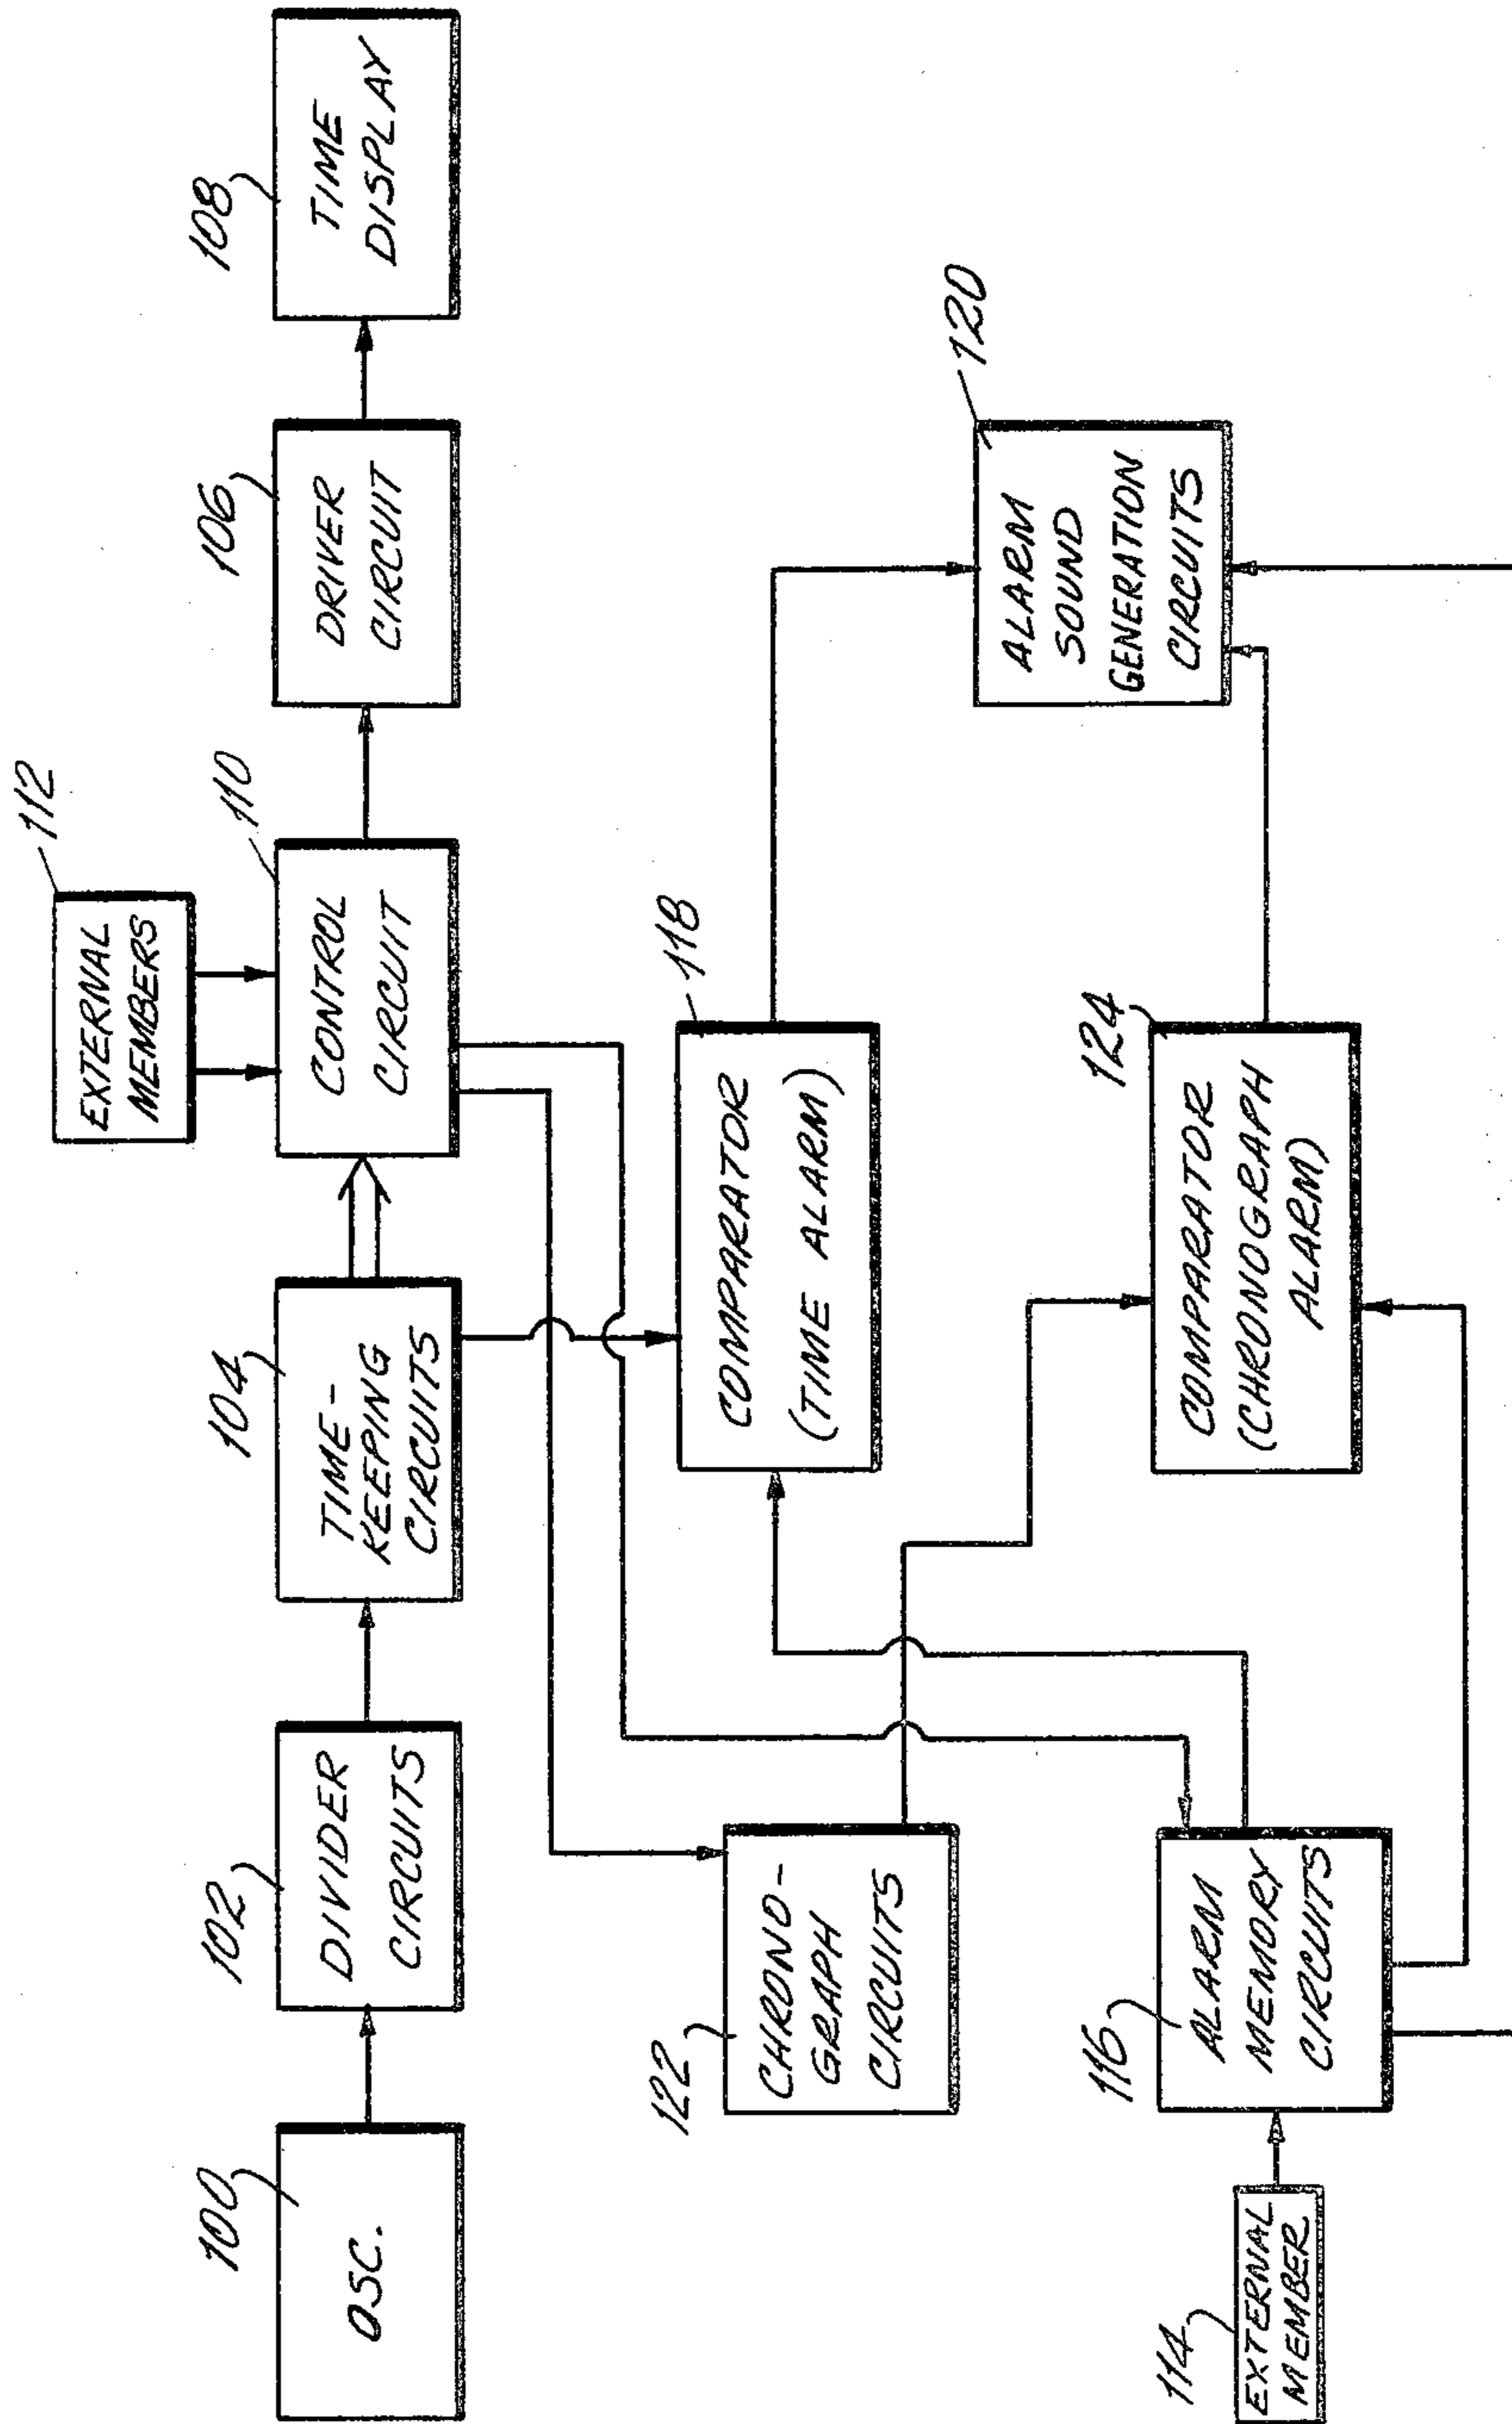 100
OSC.
102
DIVIDER
CIRCUITS
104
TIME-
KEEPING
CIRCUITS
112
EXTERNAL
MEMBERS
110
CONTROL
CIRCUIT
106
DRIVER
CIRCUIT
108
TIME
DISPLAY
122
CHRONO-
GRAPH
CIRCUITS
118
COMPARATOR
(TIME ALARM)
120
ALARM
SOUND
GENERATION
CIRCUITS
114
EXTERNAL
MEMBER
116
ALARM
MEMORY
CIRCUITS
124
COMPARATOR
(CHRONOGRAPH
ALARM)